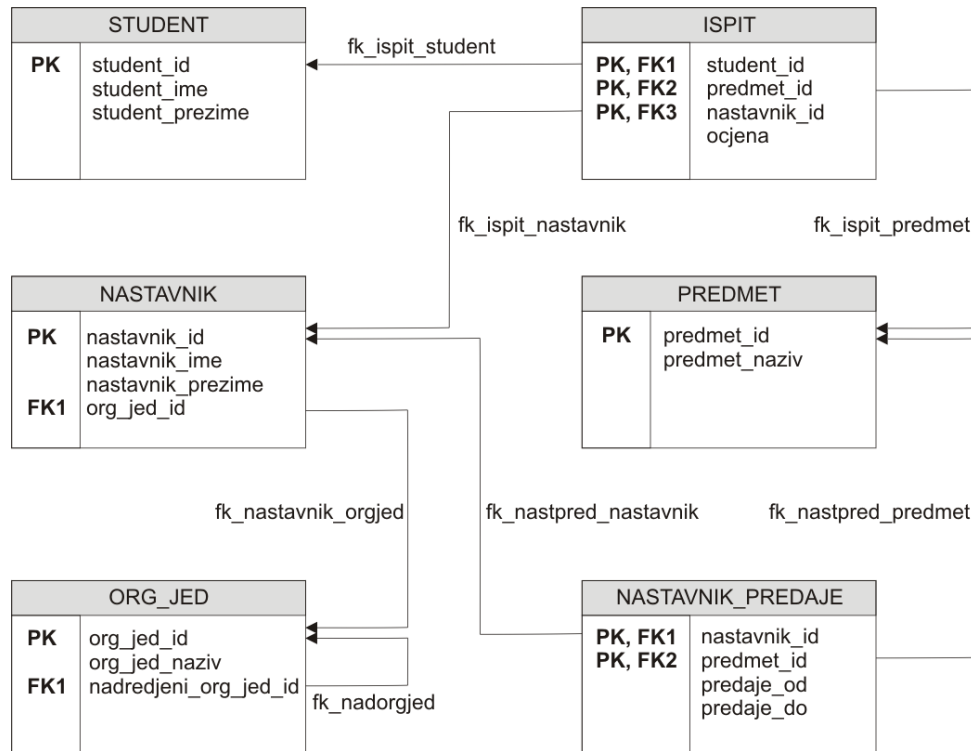 STUDENT
PK student_id
student_ime
student_prezime
fk_ispit_student
ISPIT
PK, FK1 student_id
PK, FK2 predmet_id
PK, FK3 nastavnik_id
ocjena
fk_ispit_nastavnik
fk_ispit_predmet
NASTAVNIK
PK nastavnik_id
nastavnik_ime
nastavnik_prezime
FK1 org_jed_id
PREDMET
PK predmet_id
predmet_naziv
fk_nastavnik_orgjed
fk_nastpred_nastavnik
fk_nastpred_predmet
ORG_JED
PK org_jed_id
org_jed_naziv
FK1 nadredjeni_org_jed_id
fk_nadorgjed
NASTAVNIK_PREDAJE
PK, FK1 nastavnik_id
PK, FK2 predmet_id
predaje_od
predaje_do